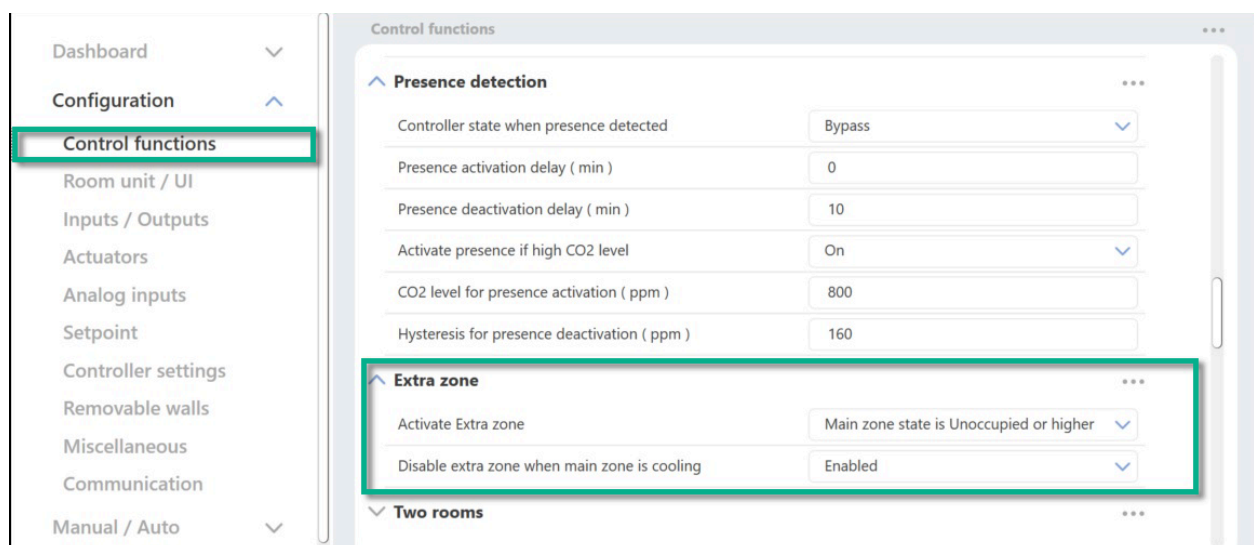 Dashboard
Configuration
Control functions
Room unit / UI
Inputs / Outputs
Actuators
Analog inputs
Setpoint
Controller settings
Removable walls
Miscellaneous
Communication
Manual / Auto
Control functions
Presence detection
Controller state when presence detected Bypass
Presence activation delay ( min ) 0
Presence deactivation delay ( min ) 10
Activate presence if high CO2 level On
CO2 level for presence activation ( ppm ) 800
Hysteresis for presence deactivation ( ppm ) 160
Extra zone
Activate Extra zone Main zone state is Unoccupied or higher
Disable extra zone when main zone is cooling Enabled
Two rooms